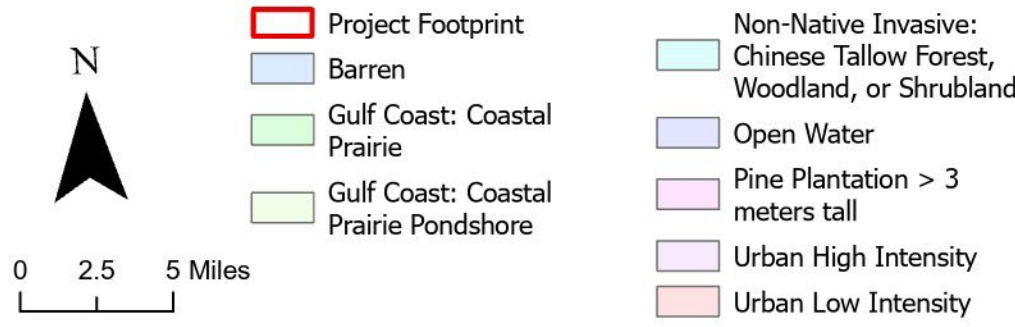 N
0 2.5 5 Miles
Project Footprint
Barren
Gulf Coast: Coastal
Prairie
Gulf Coast: Coastal
Prairie Pondshore
Non-Native Invasive:
Chinese Tallow Forest,
Woodland, or Shrubland
Open Water
Pine Plantation > 3
meters tall
Urban High Intensity
Urban Low Intensity